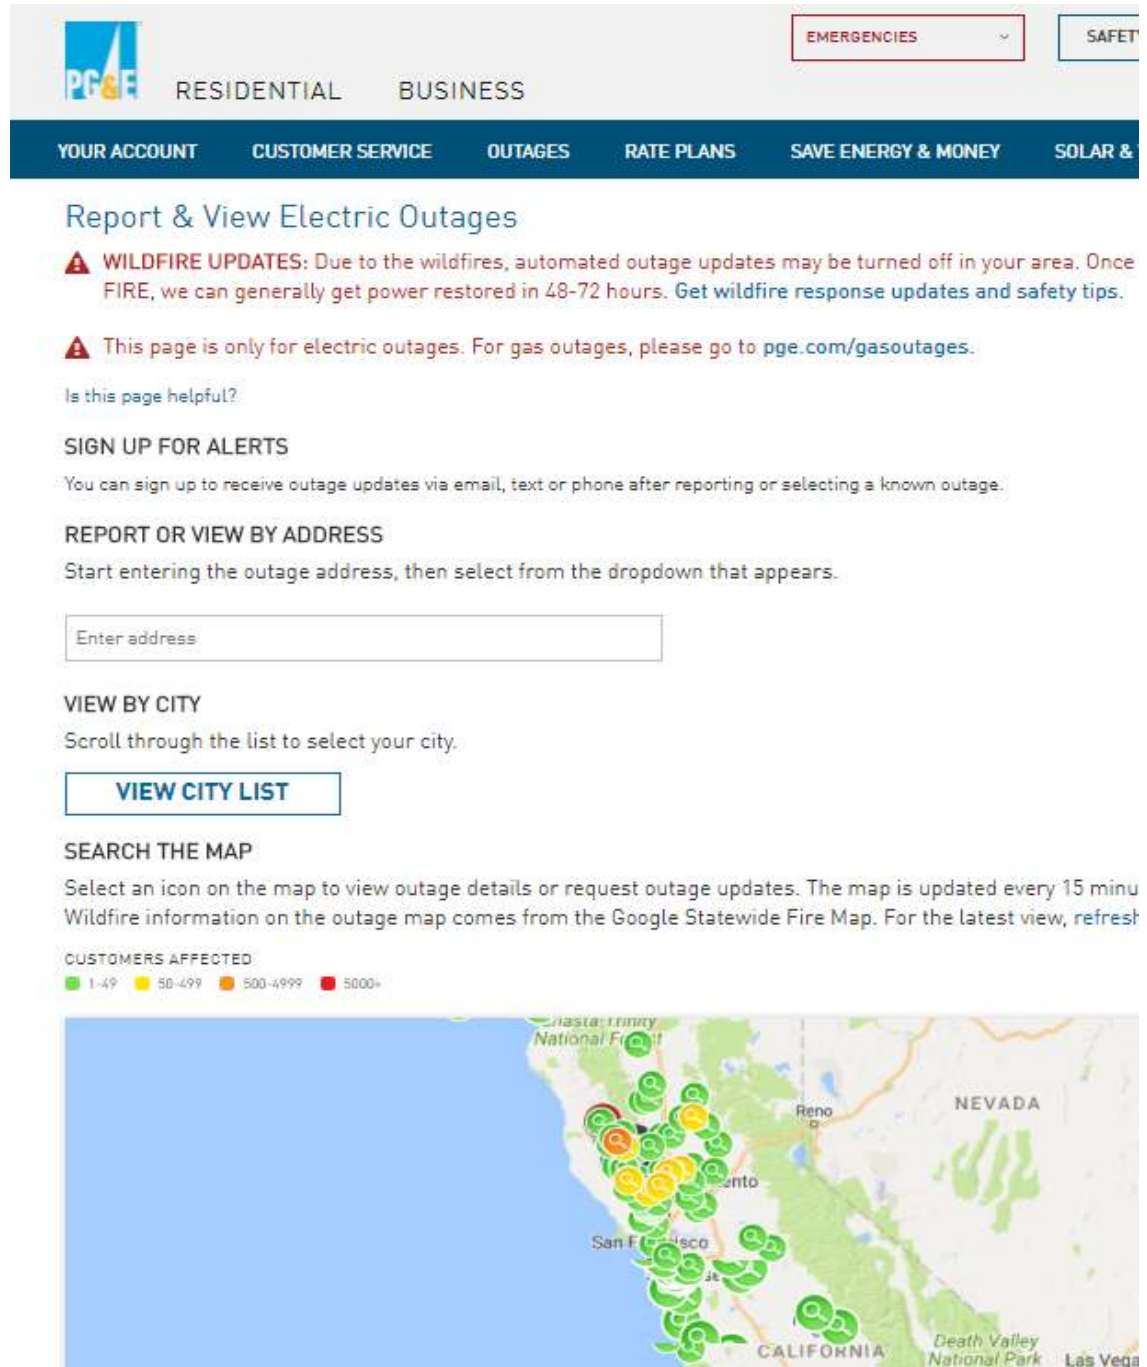 EMERGENCIES
SAFETY
PG&E
RESIDENTIAL BUSINESS
YOUR ACCOUNT CUSTOMER SERVICE OUTAGES RATE PLANS SAVE ENERGY & MONEY SOLAR &
Report & View Electric Outages
WILDFIRE UPDATES: Due to the wildfires, automated outage updates may be turned off in your area. Once
FIRE, we can generally get power restored in 48-72 hours. Get wildfire response updates and safety tips.
This page is only for electric outages. For gas outages, please go to pge.com/gasoutages.
Is this page helpful?
SIGN UP FOR ALERTS
You can sign up to receive outage updates via email, text or phone after reporting or selecting a known outage.
REPORT OR VIEW BY ADDRESS
Start entering the outage address, then select from the dropdown that appears.
Enter address
VIEW BY CITY
Scroll through the list to select your city.
VIEW CITY LIST
SEARCH THE MAP
Select an icon on the map to view outage details or request outage updates. The map is updated every 15 minu
Wildfire information on the outage map comes from the Google Statewide Fire Map. For the latest view, refresh
CUSTOMERS AFFECTED
1-49 50-499 500-4999 5000+
National
Reno
NEVADA
San
CALIFORNIA
Death Valley
National Park
Las Vega